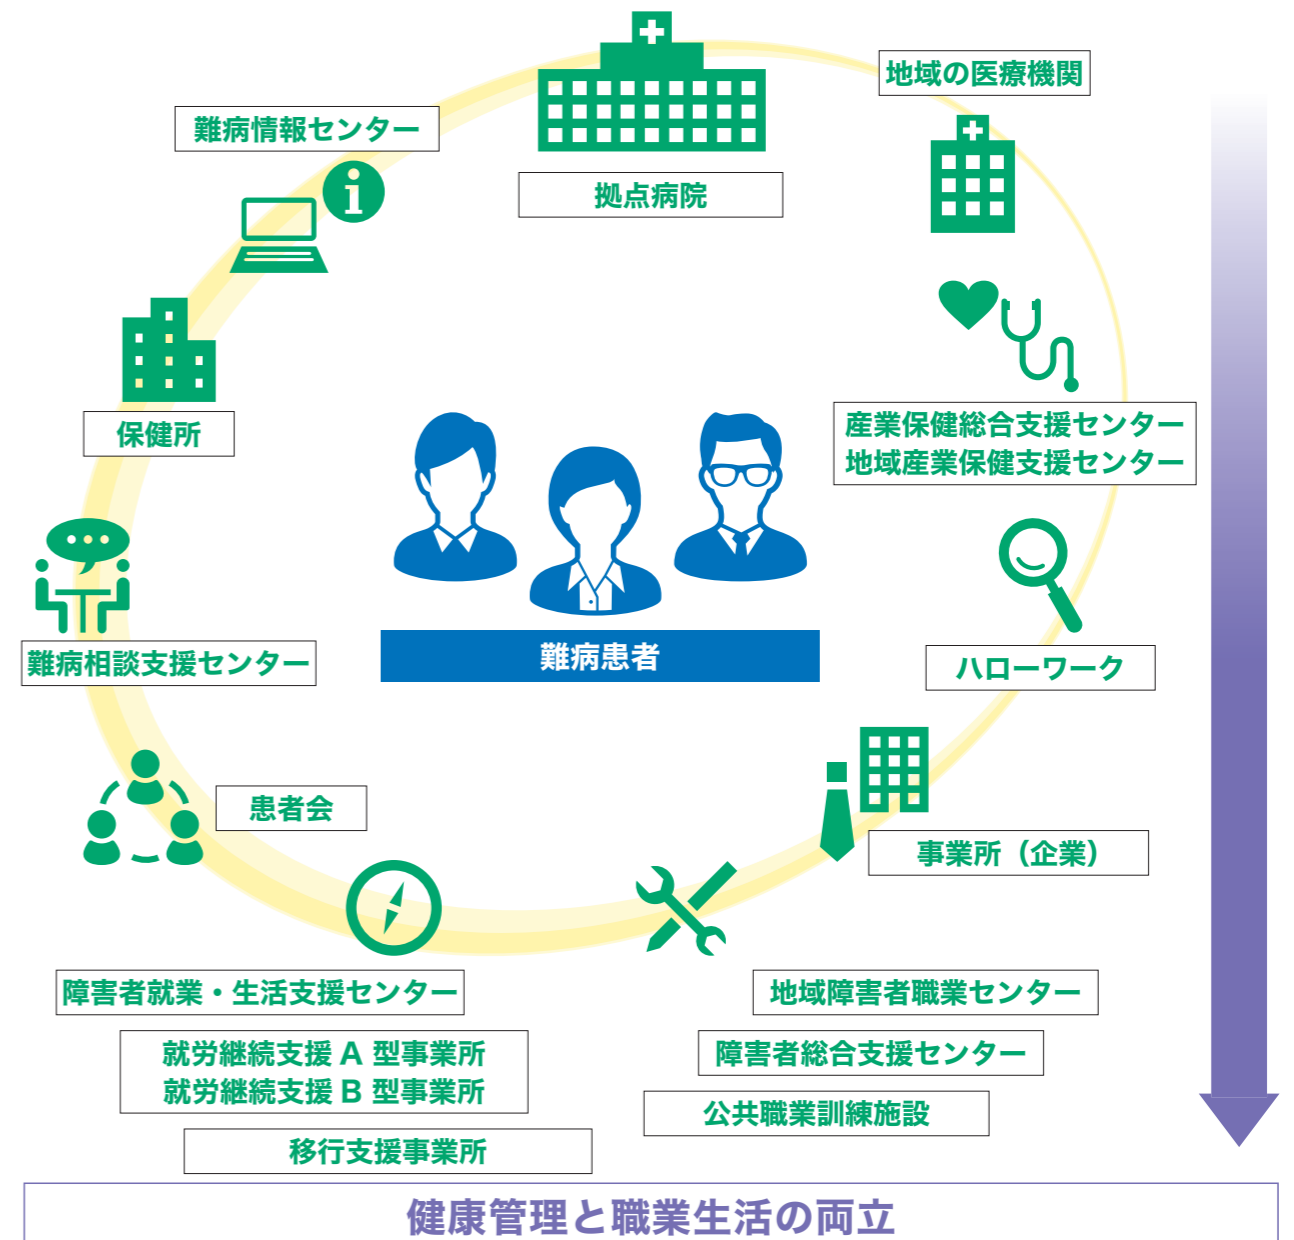 地域の医療機関
難病情報センター
拠点病院
保健所
産業保健総合支援センター
地域産業保健支援センター
難病患者
難病相談支援センター
ハローワーク
患者会
事業所（企業）
障害者就業・生活支援センター
地域障害者職業センター
就労継続支援 A 型事業所
就労継続支援 B 型事業所
障害者総合支援センター
公共職業訓練施設
移行支援事業所
健康管理と職業生活の両立